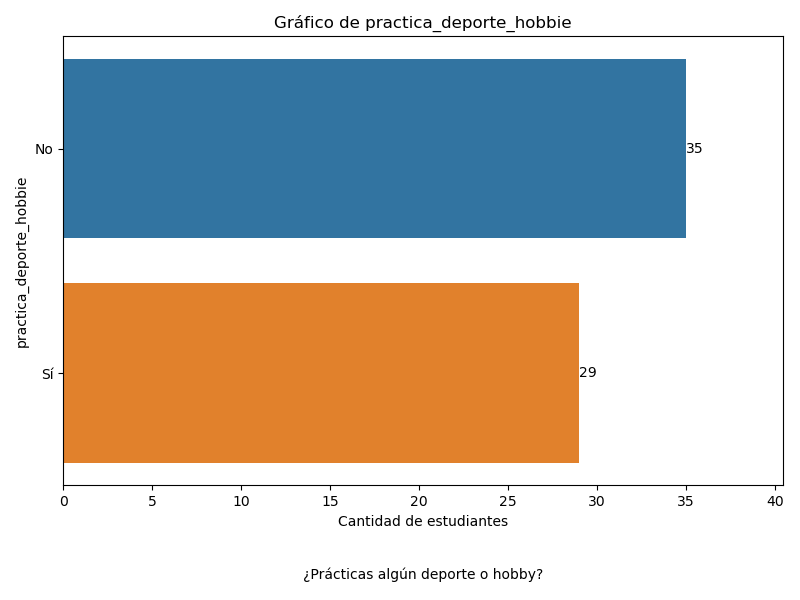 Gráfico de practica_deporte_hobbie
practica_deporte_hobbie
No
35
Sí
29
0 5 10 15 20 25 30 35 40
Cantidad de estudiantes
¿Prácticas algún deporte o hobby?